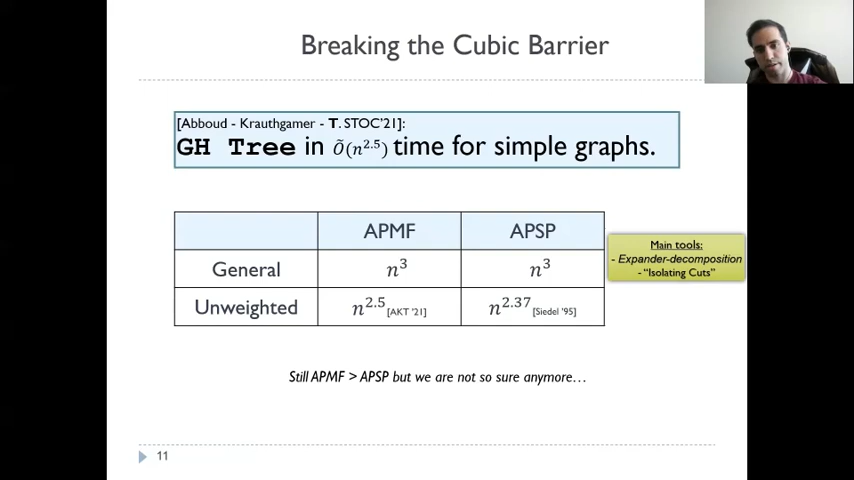 Breaking the Cubic Barrier
[Abboud - Krauthgamer - T. STOC'21]:
GH Tree in Õ(n^2.5) time for simple graphs.
APMF APSP
General n^3 n^3
Unweighted n^2.5 [AKT '21] n^2.37 [Siedel '95]
Main tools:
- Expander-decomposition
- "Isolating Cuts"
Still APMF > APSP but we are not so sure anymore...
11